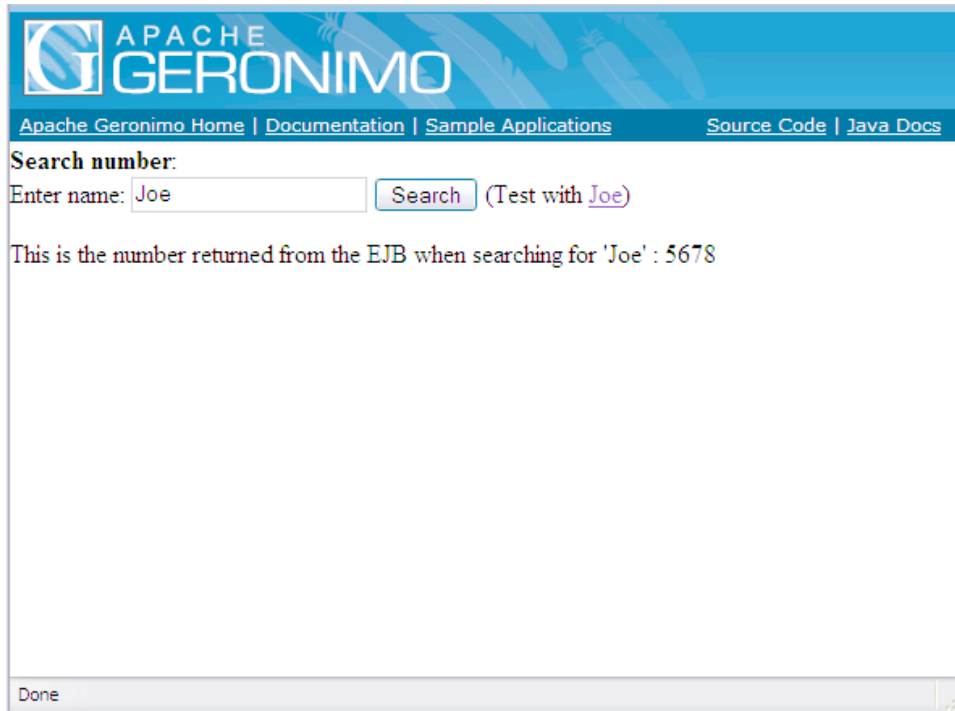 G APACHE
GERONIMO
Apache Geronimo Home | Documentation | Sample Applications Source Code | Java Docs
Search number:
Enter name: Joe Search (Test with Joe)
This is the number returned from the EJB when searching for 'Joe' : 5678
Done